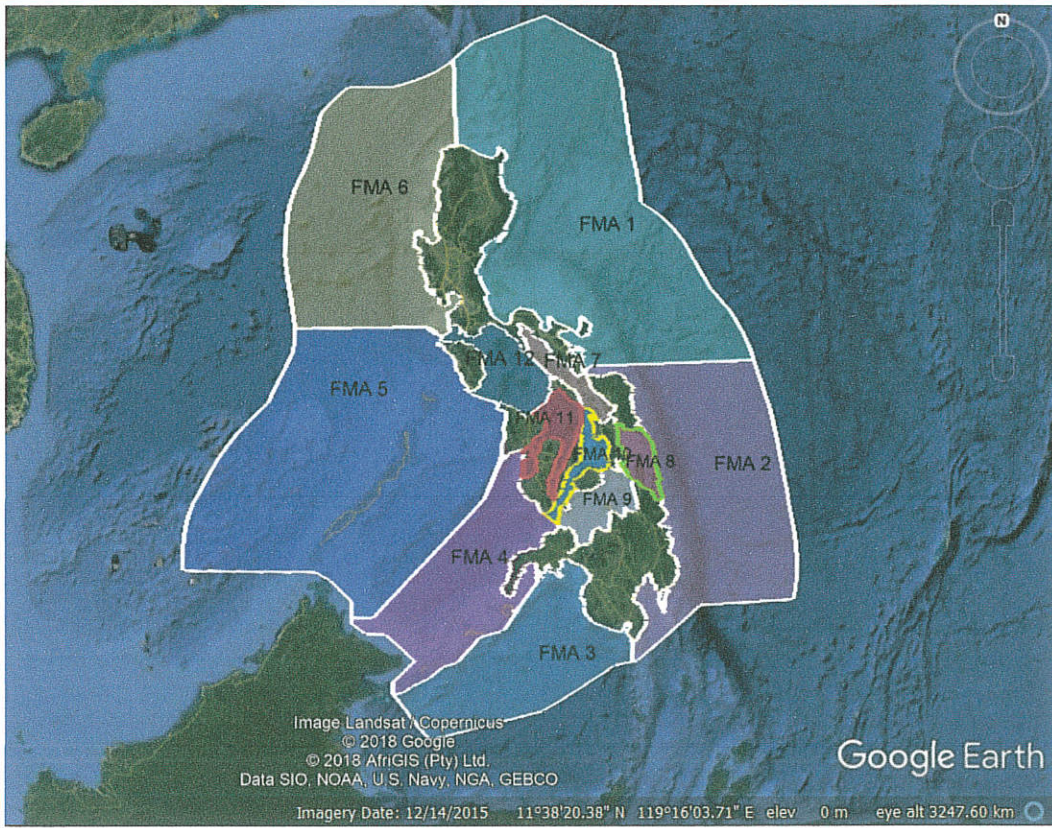 N
FMA 6
FMA 1
FMA 12
FMA 7
FMA 5
FMA 11
FMA 10
FMA 8
FMA 2
FMA 9
FMA 4
FMA 3
Image Landsat / Copernicus
© 2018 Google
© 2018 AfriGIS (Pty) Ltd.
Data SIO, NOAA, U.S. Navy, NGA, GEBCO
Google Earth
Imagery Date: 12/14/2015 11°38'20.38" N 119°16'03.71" E elev 0 m eye alt 3247.60 km